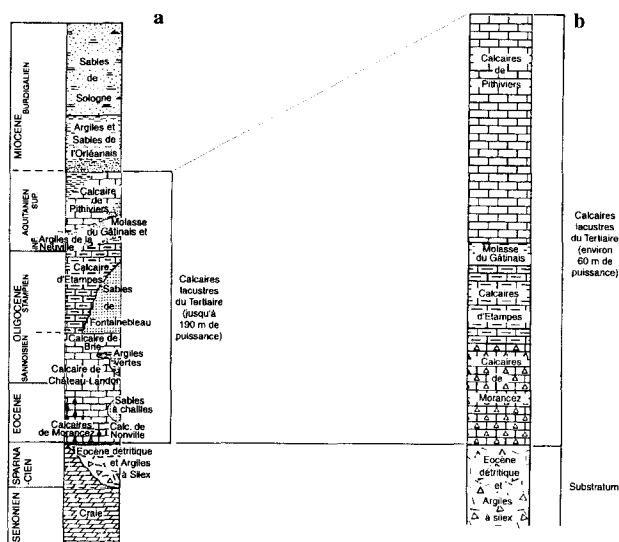 a
b
MIOCENE
BURDIGALIEN
Sables
de
Sologne
Argiles et
Sables de
l'Orléanais
AQUITANIEN
SUP.
INF.
Calcaire
de
Pithiviers
Molasse
du Gâtinais et
Argiles de la
Neuville
OLIGOCENE
STAMPIEN
Calcaire
d'Etampes
Sables
de
Fontainebleau
SANNOISIEN
Calcaire de
Brie
Argiles
vertes
Calcaire de
Château-Landon
EOCENE
Sables
à chailles
Calcaires
de Morancez
Calc. de
Nonville
SPARNA
-CIEN
Eocène détritique
et Argiles
à Silex
SENONIEN
Craie
Calcaires
lacustres
du Tertiaire
(jusqu'à
190 m de
puissance)
Calcaires
de
Pithiviers
Molasse
du Gâtinais
Calcaires
d'Etampes
Calcaires
de
Morancez
Eocène
détritique
et
Argiles
à silex
Calcaires
lacustres
du Tertiaire
(environ
60 m de
puissance)
Substratum